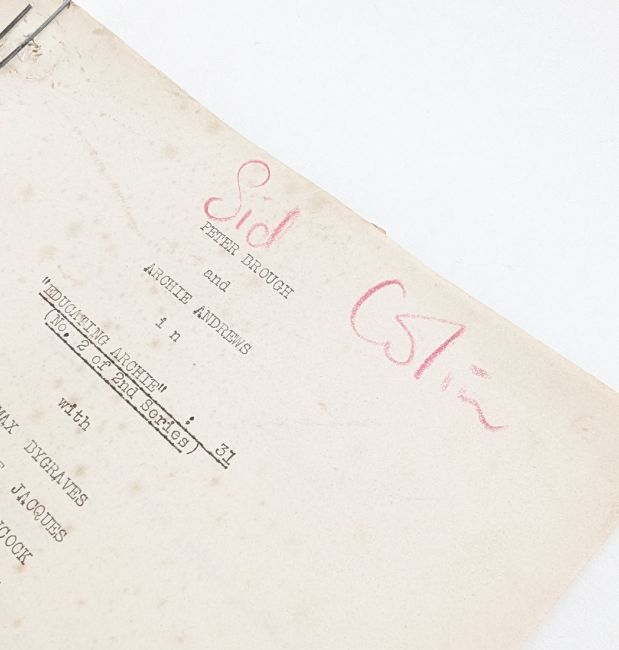 Sid Colin
PETER BROUGH
and
ARCHIE ANDREWS
in
"EDUCATING ARCHIE" : 31
(No. 2 of 2nd Series)
with
MAX BYGRAVES
JACQUES